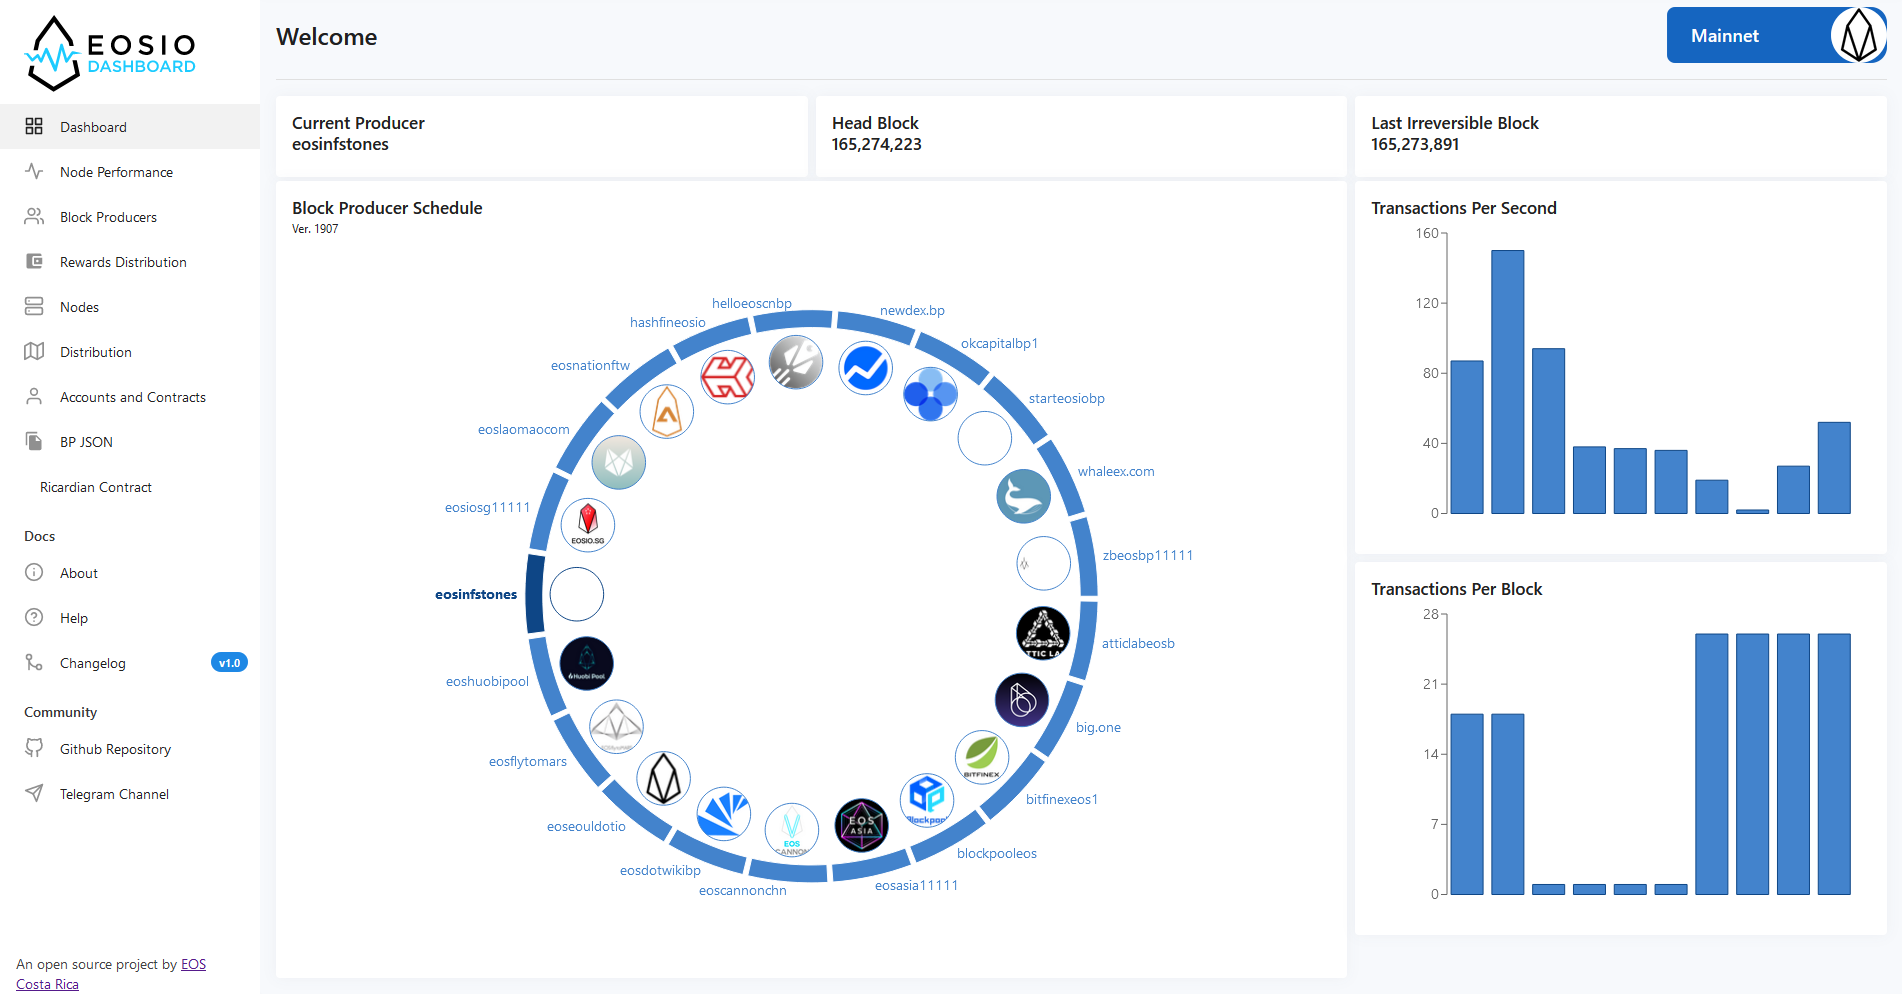 EOSIO
DASHBOARD
Dashboard
Node Performance
Block Producers
Rewards Distribution
Nodes
Distribution
Accounts and Contracts
BP JSON
Ricardian Contract
Docs
About
Help
Changelog
v1.0
Community
Github Repository
Telegram Channel
An open source project by EOS
Costa Rica
Welcome
Mainnet
Current Producer
eosinfstones
Head Block
165,274,223
Last Irreversible Block
165,273,891
Block Producer Schedule
Ver. 1907
helloeoscnbp
newdex.bp
hashfineosio
okcapitalbp1
eosnationftw
starteosiobp
eoslaomaocom
whaleex.com
eosiosg11111
EOSIO.SG
zbeosbp11111
eosinfstones
atticlabeosb
TTIC LA
eoshuobipool
Huobi Pool
big.one
eosflytomars
BITFINEX
bitfinexeos1
eoseouldotio
Blockpool
blockpooleos
EOS
ASIA
eosasia11111
EOS
CANNON
eoscannonchn
eosdotwikibp
Transactions Per Second
160
120
80
40
0
Transactions Per Block
28
21
14
7
0